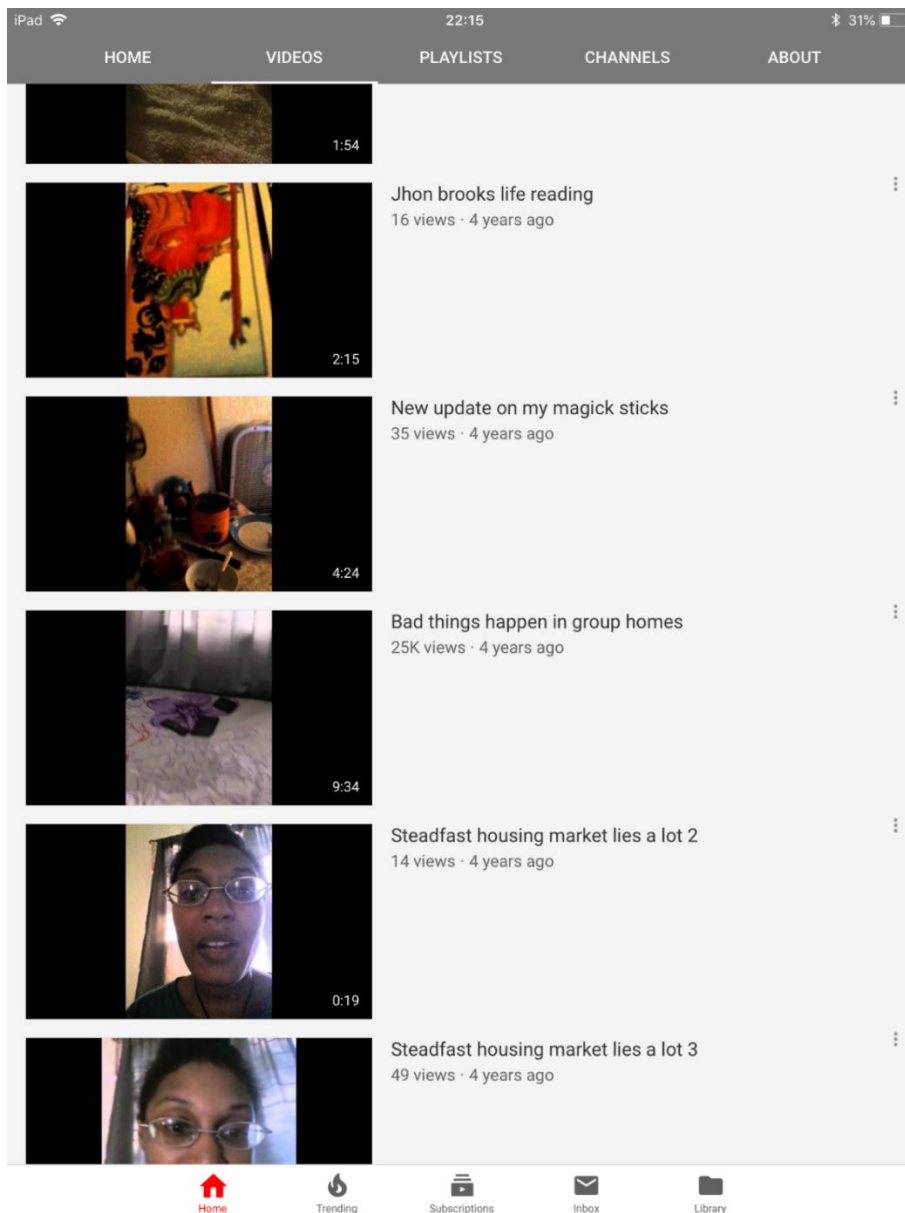 iPad 22:15 31%
HOME VIDEOS PLAYLISTS CHANNELS ABOUT
1:54
Jhon brooks life reading
16 views · 4 years ago
2:15
New update on my magick sticks
35 views · 4 years ago
4:24
Bad things happen in group homes
25K views · 4 years ago
9:34
Steadfast housing market lies a lot 2
14 views · 4 years ago
0:19
Steadfast housing market lies a lot 3
49 views · 4 years ago
Home Trending Subscriptions Inbox Library